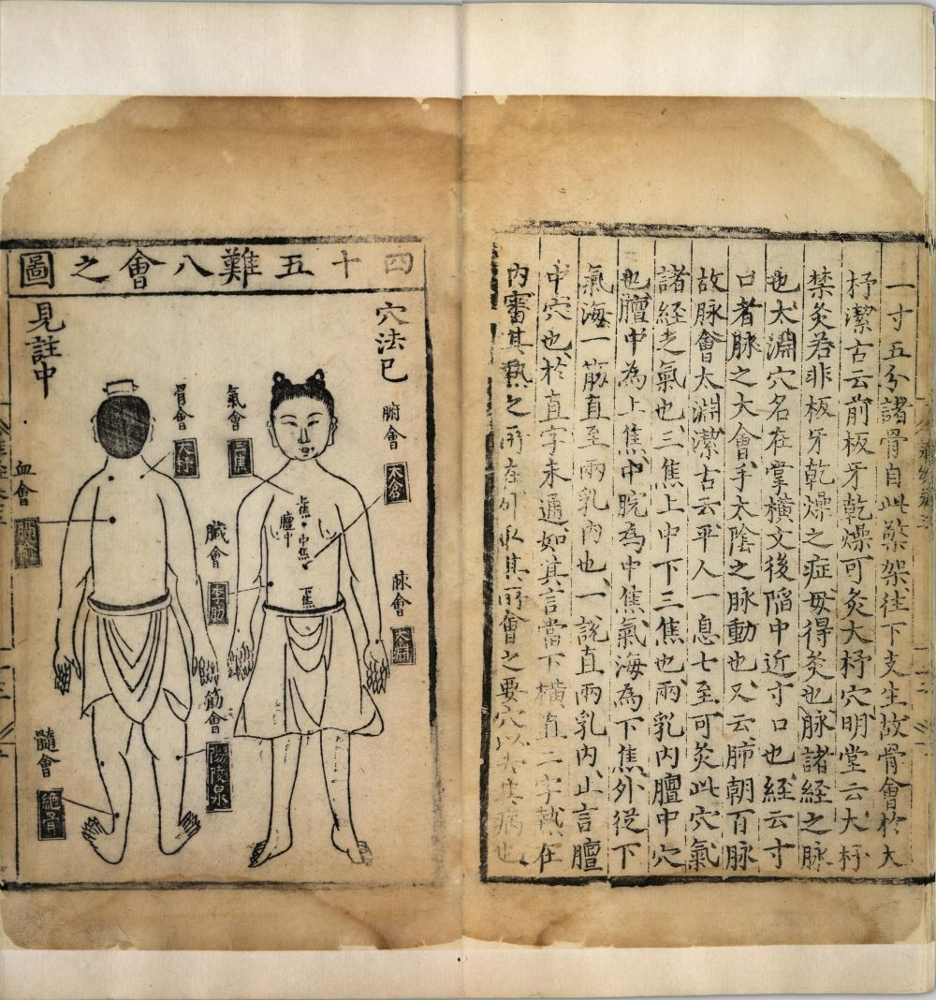 一寸五分諸骨自此檠架往下支生故骨會於大
杼潔古云前板牙乾燥可灸大杼穴明堂云大杼
禁灸若非板牙乾燥之症毋得灸也脉諸經之脉
也太淵穴名在掌橫文後陷中近寸口也經云寸
口者脉之大會手太陰之脉動也又云肺朝百脉
故脉會太淵潔古云平人一息七至可灸此穴氣
諸經之氣也三焦上中下三焦也兩乳內膻中穴
也膻中為上焦中脘為中焦氣海為下焦外從下
氣海一筋直至兩乳內也一說直兩乳內止言膻
中穴也於直字未通如其言當下橫直二字熱在
內審其熱之所在外取其所會之要穴以去其病也
四十五難八會之圖
穴法已
見註中
腑會
太倉
脉會
太淵
氣會
三焦
上焦
膻中
中焦
下焦
臟會
季肋
筋會
陽陵泉
骨會
大杼
血會
膈俞
髓會
絕骨